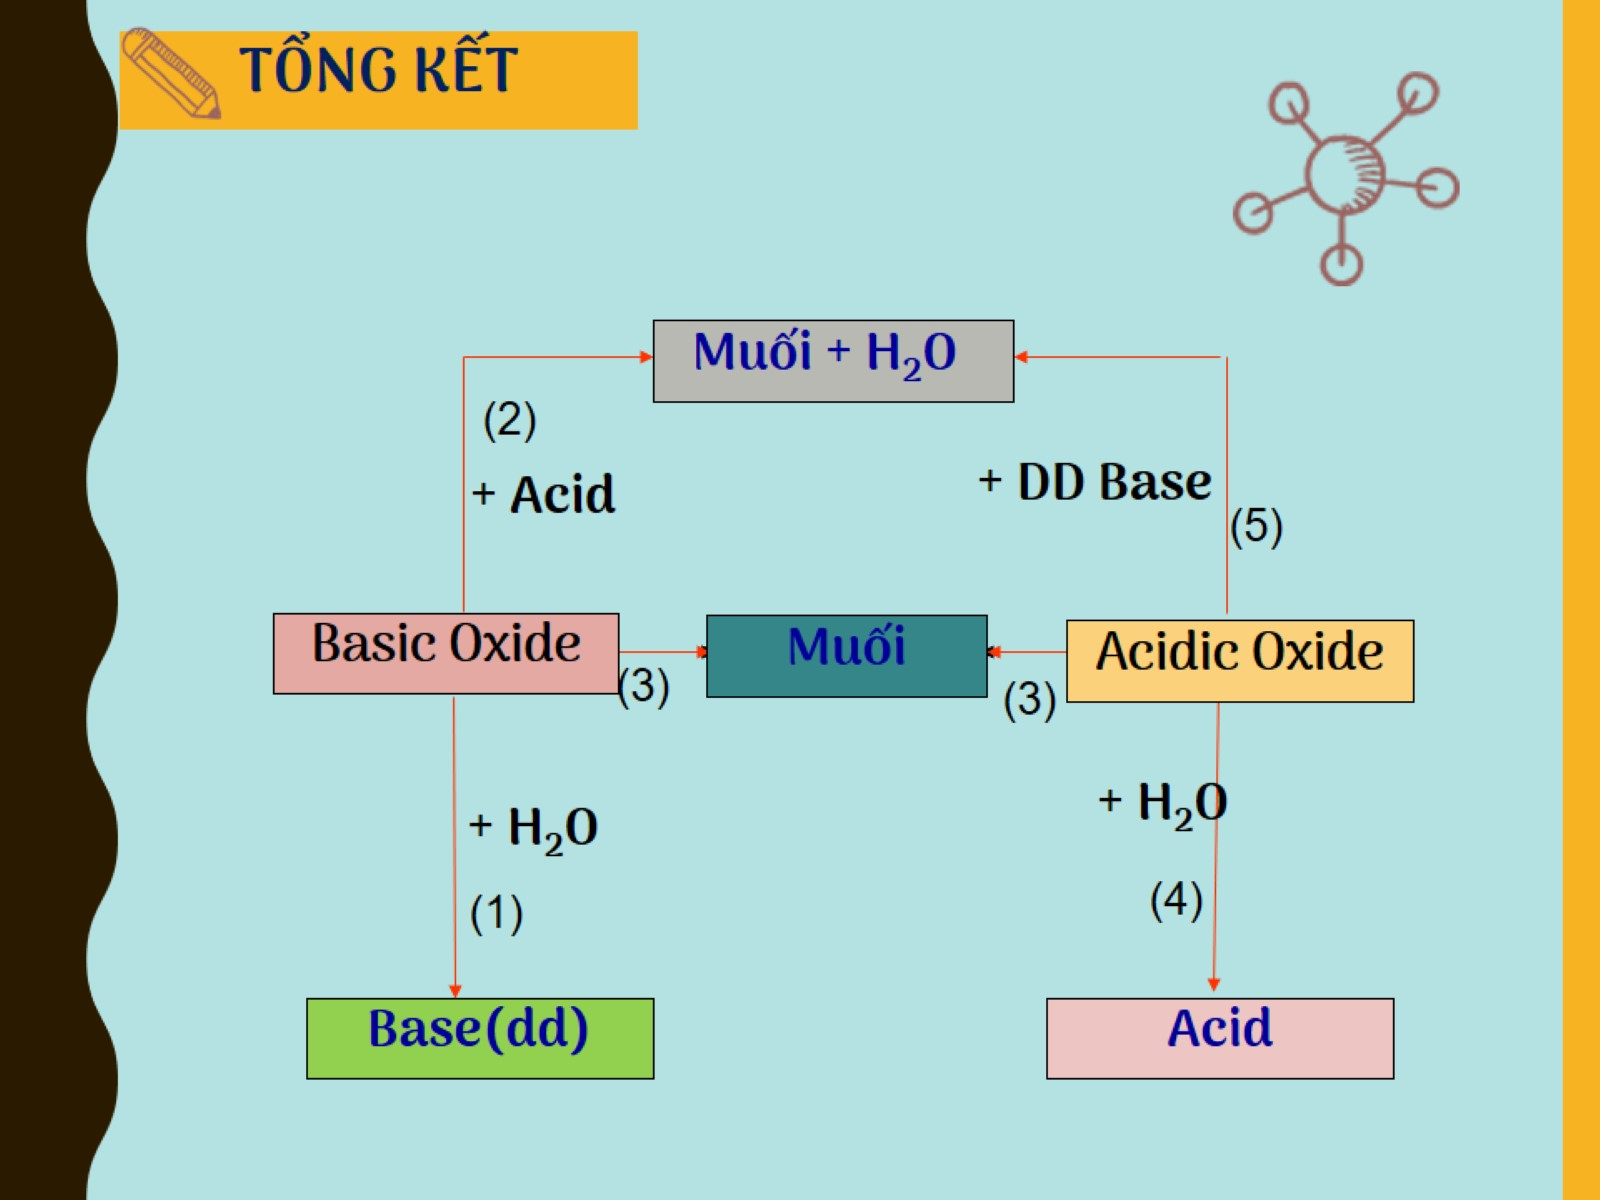 TỔNG KẾT
Muối + H₂O
(2)
+ Acid
+ DD Base
(5)
Basic Oxide
Muối
Acidic Oxide
(3)
(3)
+ H₂O
+ H₂O
(1)
(4)
Base(dd)
Acid